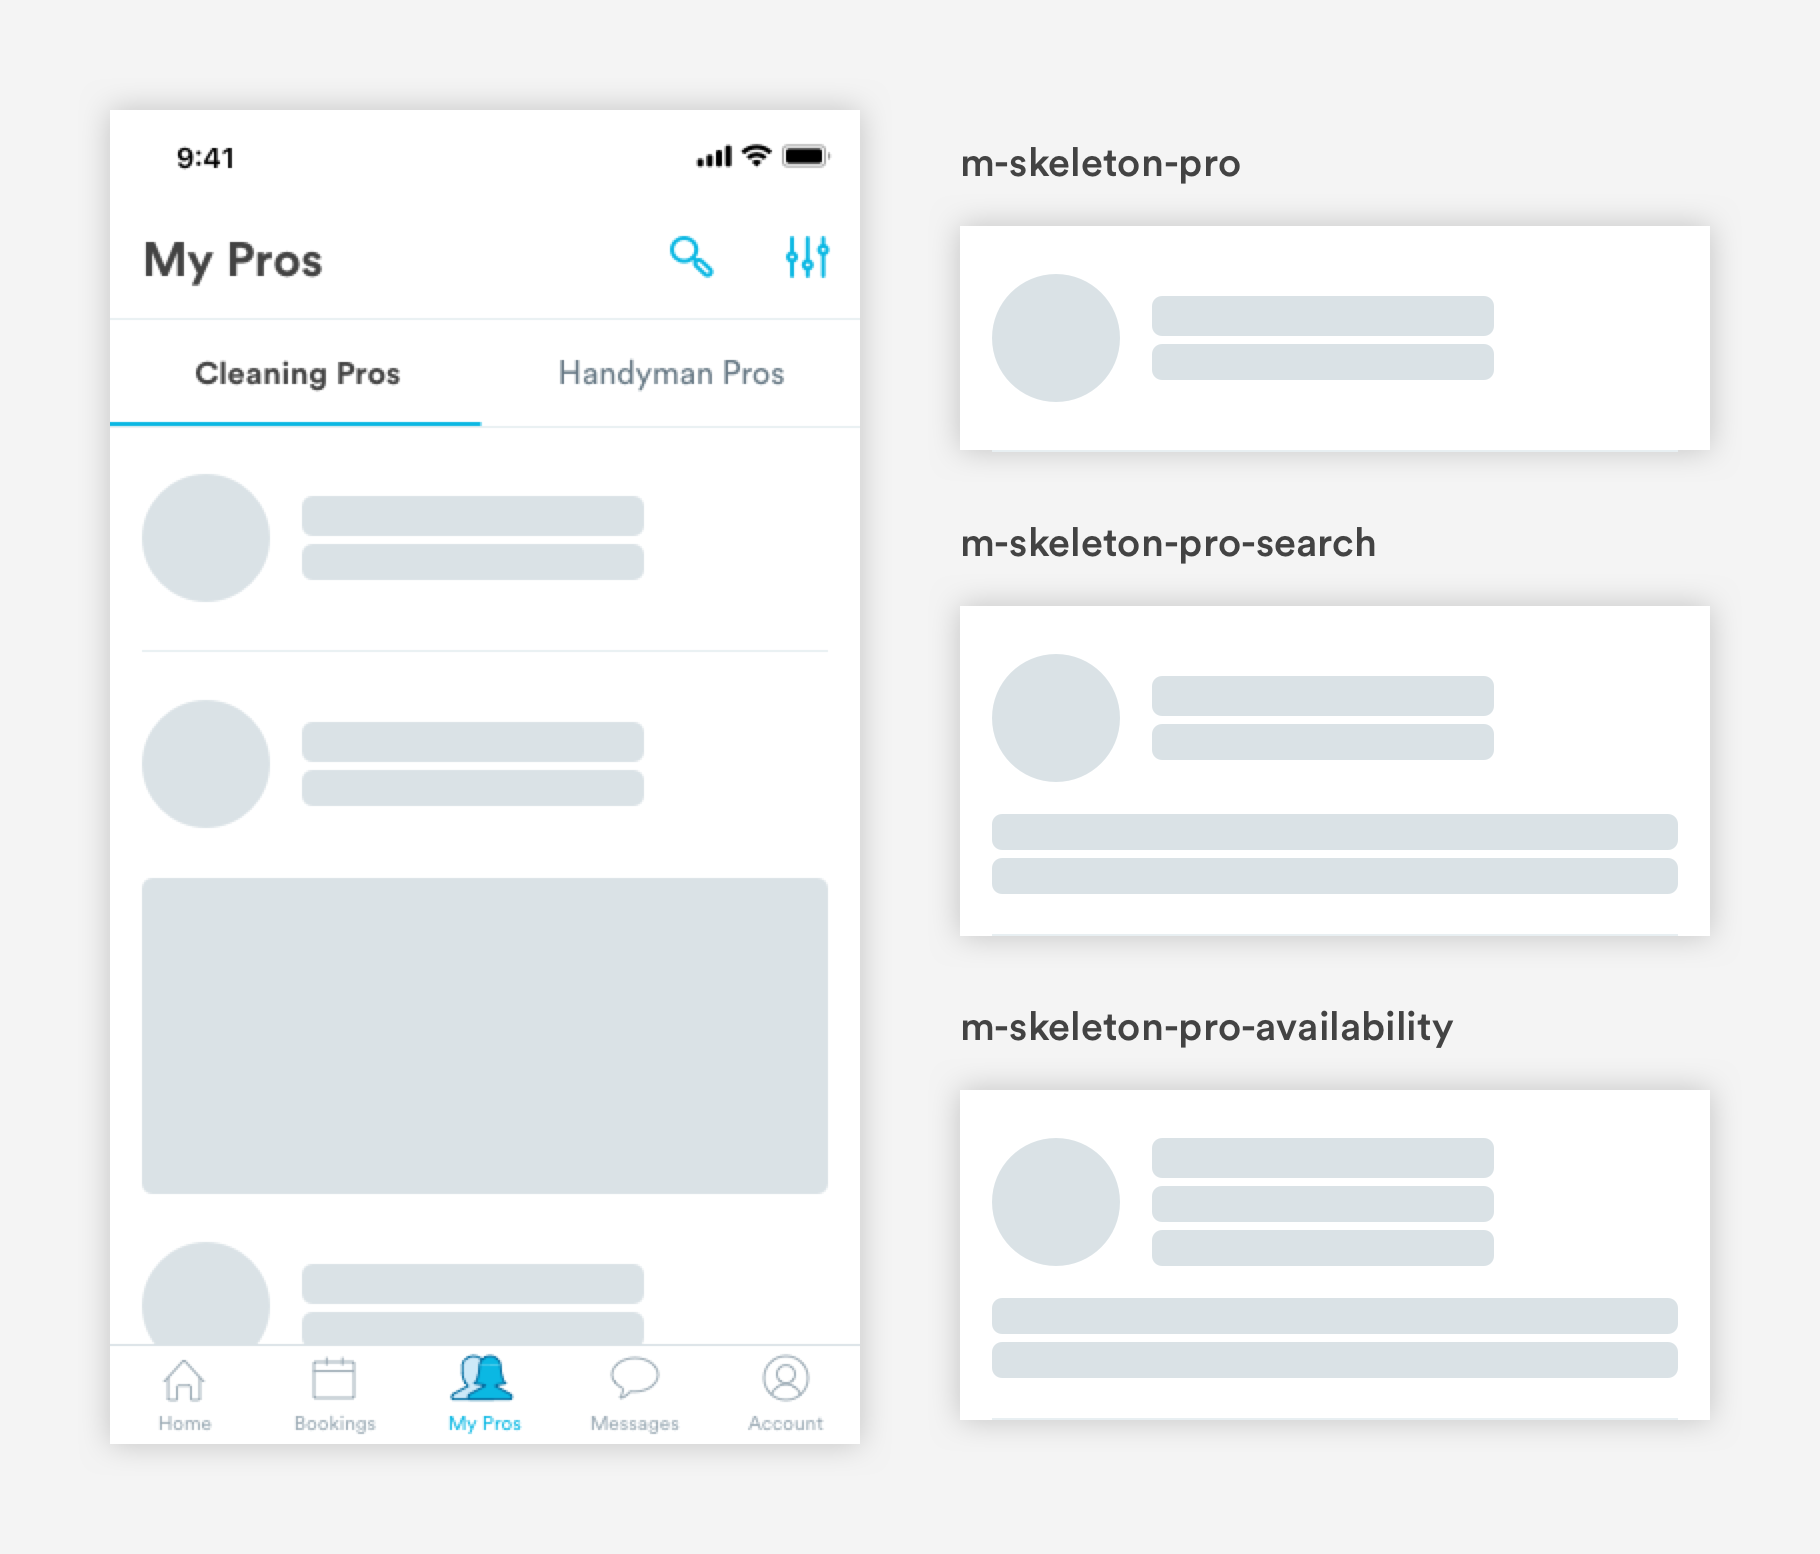 9:41
My Pros
Cleaning Pros
Handyman Pros
Home
Bookings
My Pros
Messages
Account
m-skeleton-pro
m-skeleton-pro-search
m-skeleton-pro-availability